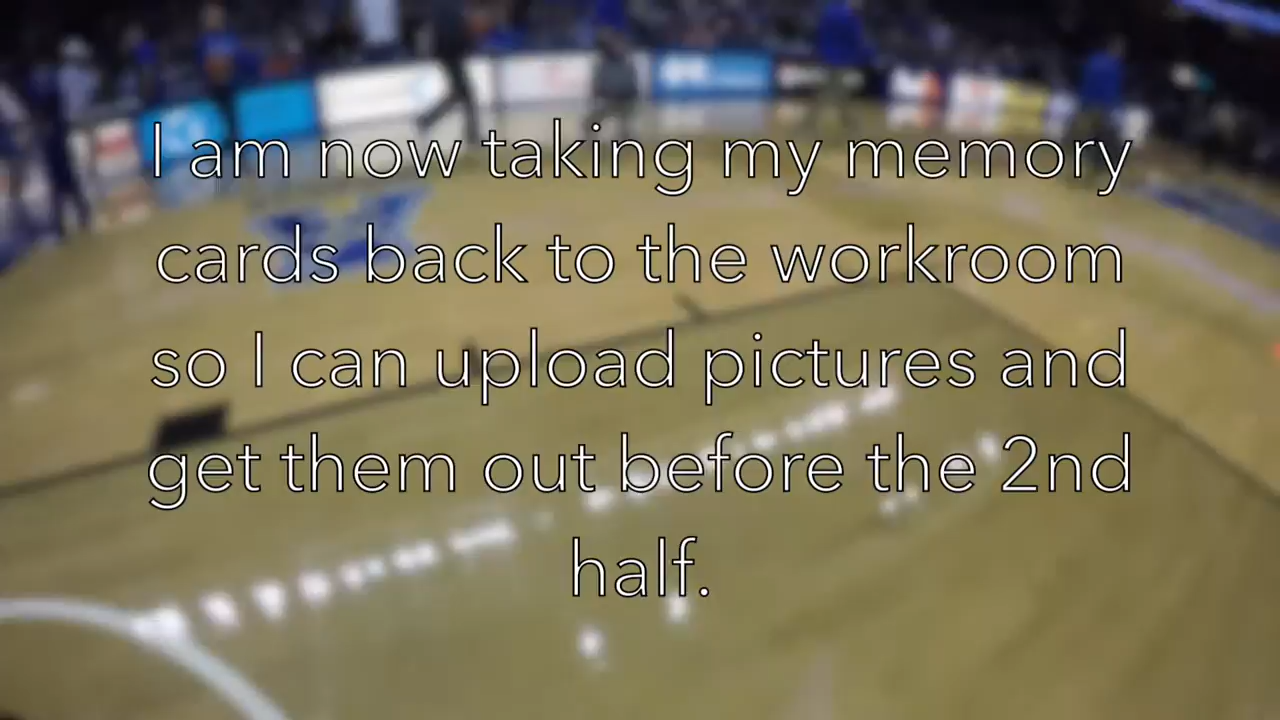 I am now taking my memory
cards back to the workroom
so I can upload pictures and
get them out before the 2nd
half.